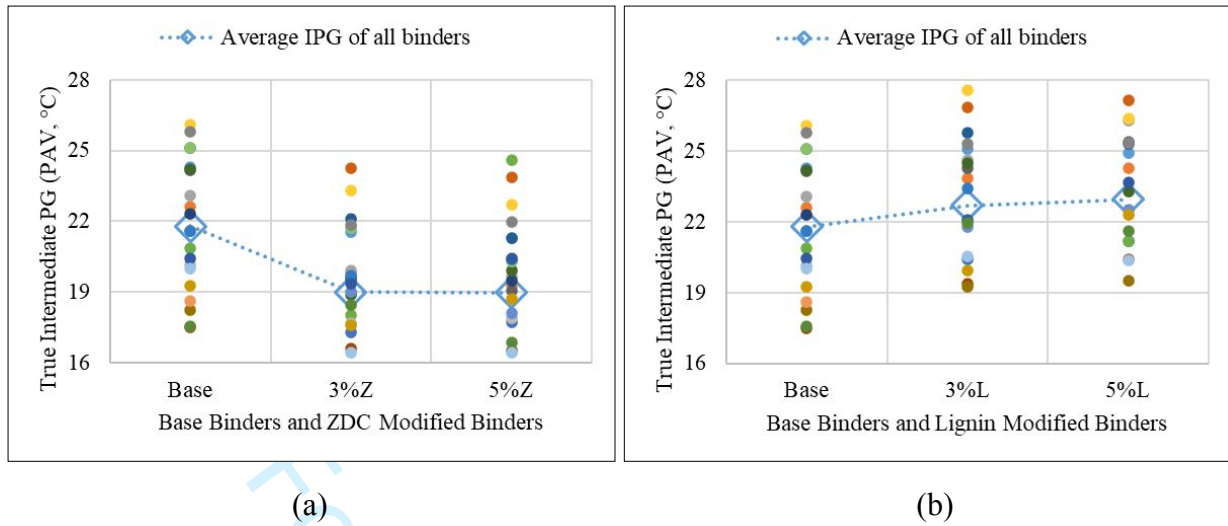 Average IPG of all binders
True Intermediate PG (PAV, °C)
28
25
22
19
16
Base 3%Z 5%Z
Base Binders and ZDC Modified Binders
(a)
Average IPG of all binders
True Intermediate PG (PAV, °C)
28
25
22
19
16
Base 3%L 5%L
Base Binders and Lignin Modified Binders
(b)